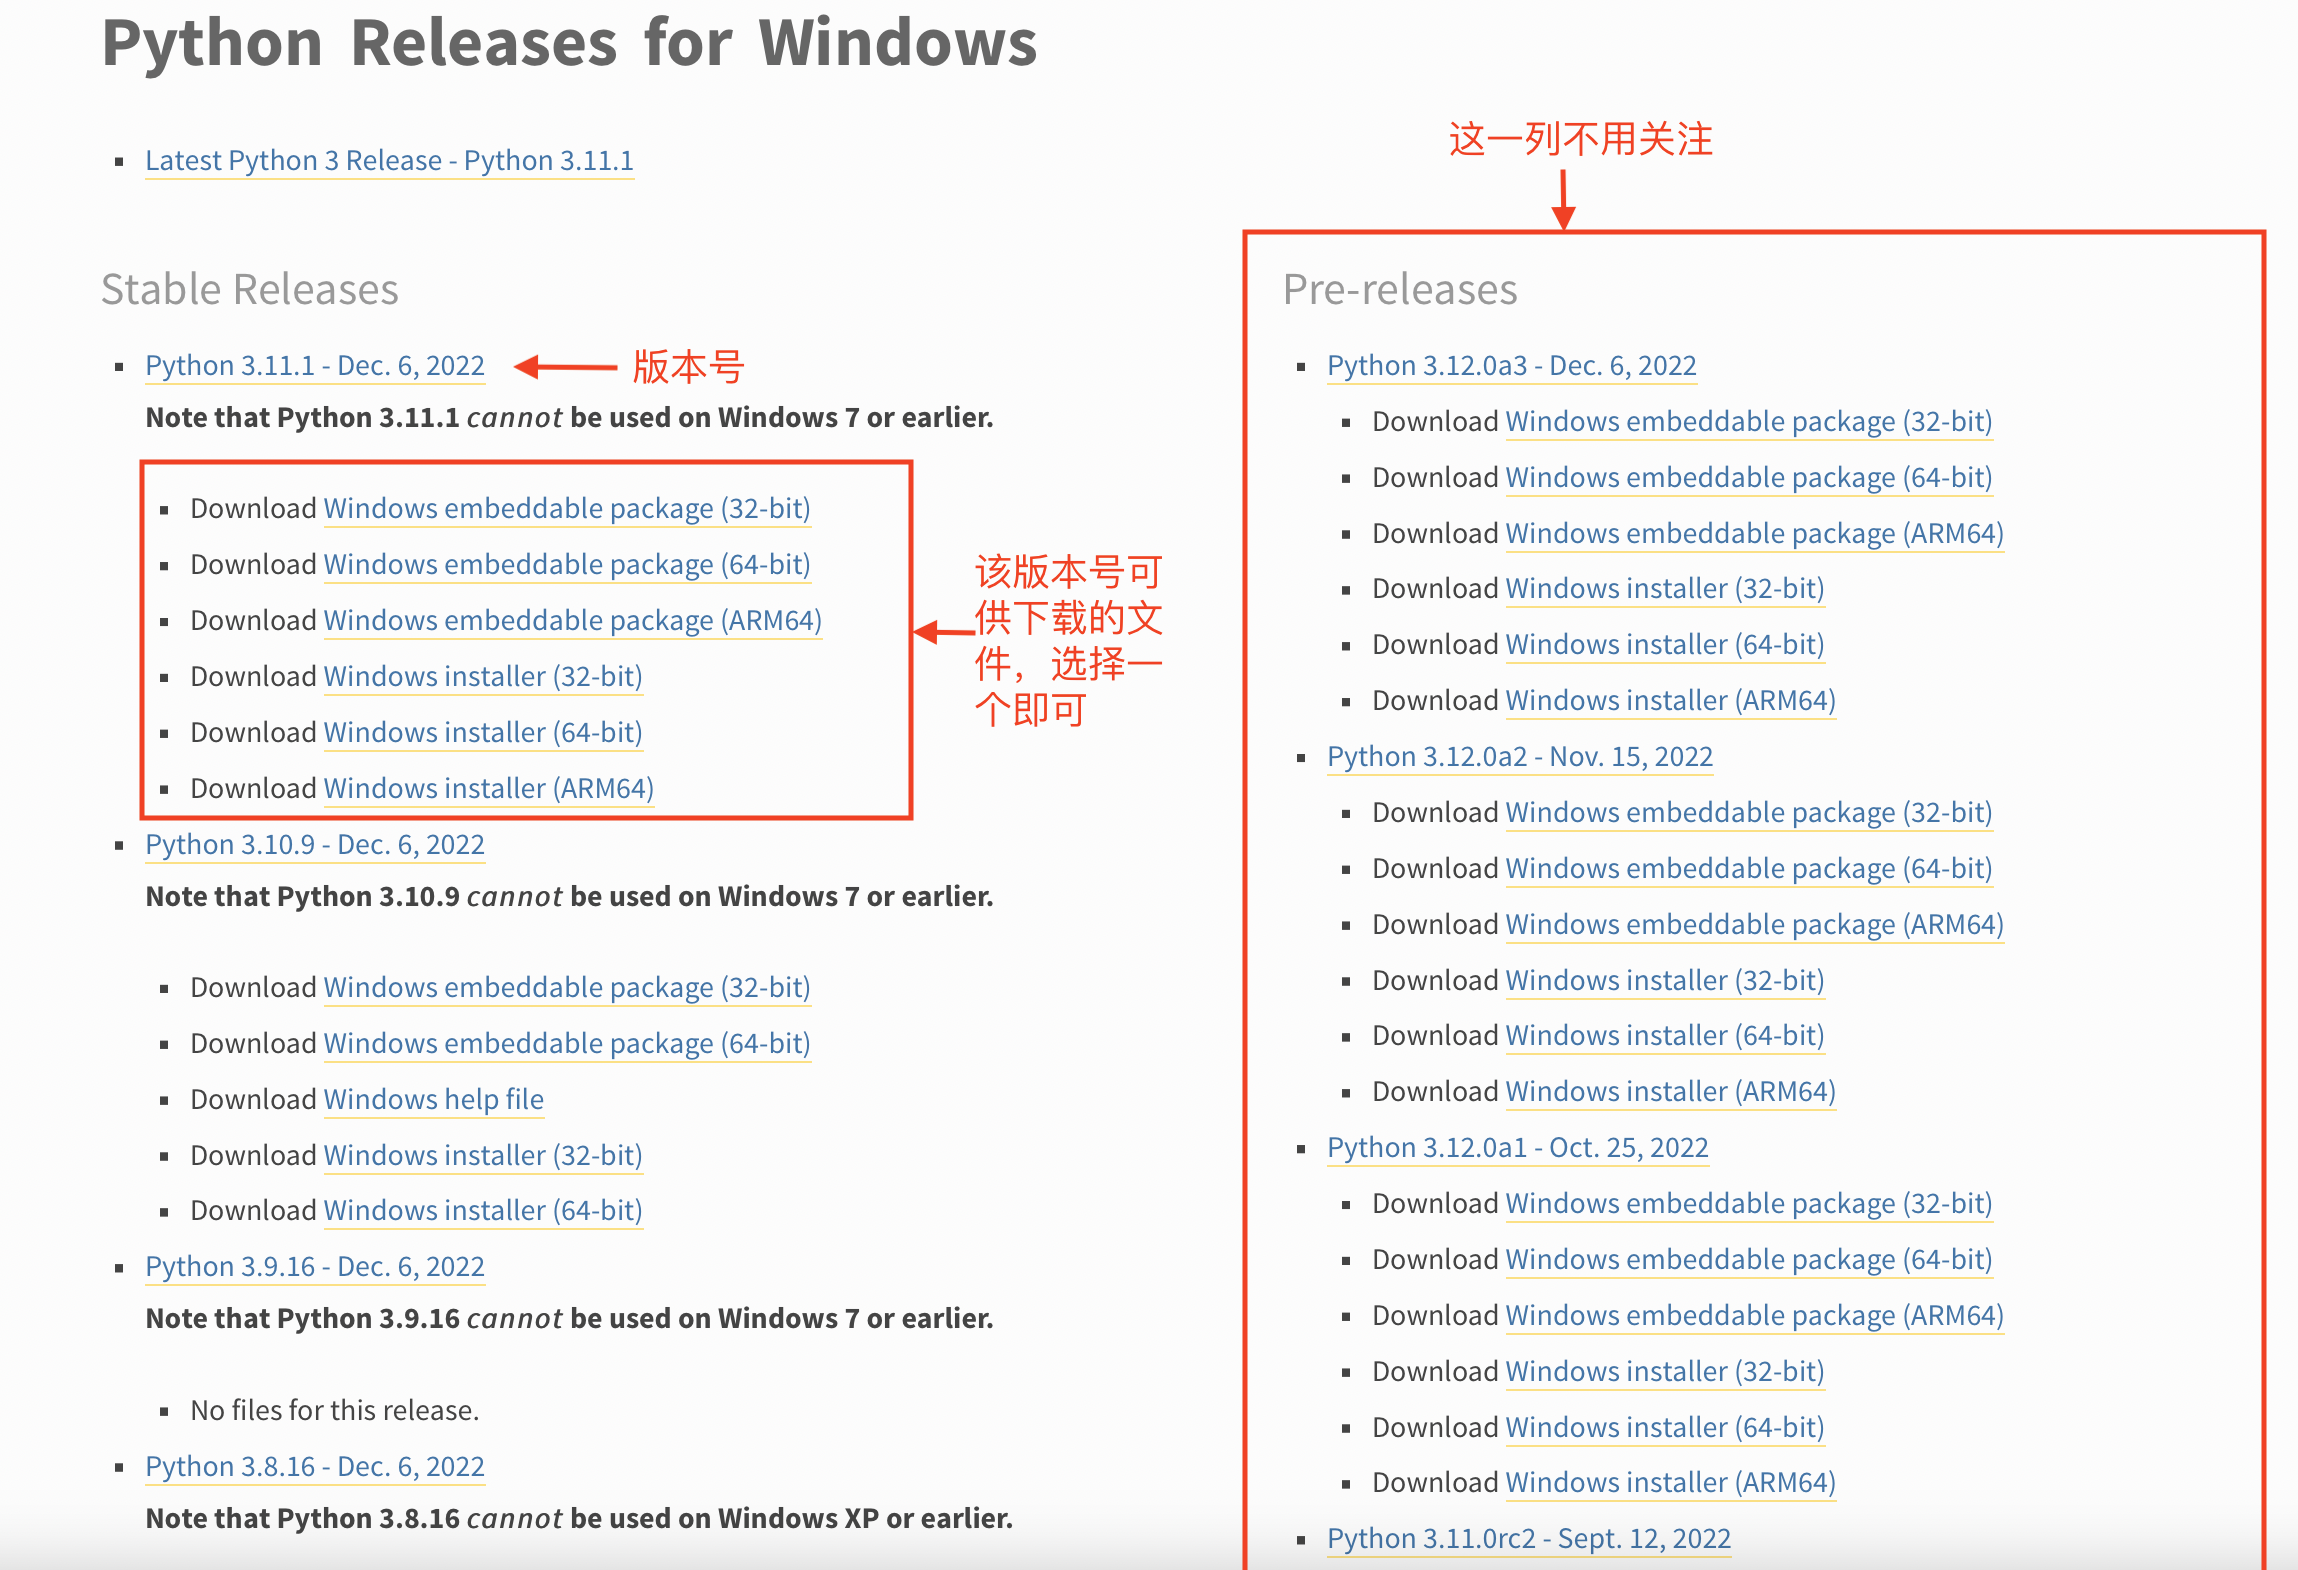 Python Releases for Windows
Latest Python 3 Release - Python 3.11.1
Stable Releases
Python 3.11.1 - Dec. 6, 2022
版本号
Note that Python 3.11.1 cannot be used on Windows 7 or earlier.
Download Windows embeddable package (32-bit)
Download Windows embeddable package (64-bit)
Download Windows embeddable package (ARM64)
Download Windows installer (32-bit)
Download Windows installer (64-bit)
Download Windows installer (ARM64)
该版本号可
供下载的文
件，选择一
个即可
Python 3.10.9 - Dec. 6, 2022
Note that Python 3.10.9 cannot be used on Windows 7 or earlier.
Download Windows embeddable package (32-bit)
Download Windows embeddable package (64-bit)
Download Windows help file
Download Windows installer (32-bit)
Download Windows installer (64-bit)
Python 3.9.16 - Dec. 6, 2022
Note that Python 3.9.16 cannot be used on Windows 7 or earlier.
No files for this release.
Python 3.8.16 - Dec. 6, 2022
Note that Python 3.8.16 cannot be used on Windows XP or earlier.
这一列不用关注
Pre-releases
Python 3.12.0a3 - Dec. 6, 2022
Download Windows embeddable package (32-bit)
Download Windows embeddable package (64-bit)
Download Windows embeddable package (ARM64)
Download Windows installer (32-bit)
Download Windows installer (64-bit)
Download Windows installer (ARM64)
Python 3.12.0a2 - Nov. 15, 2022
Download Windows embeddable package (32-bit)
Download Windows embeddable package (64-bit)
Download Windows embeddable package (ARM64)
Download Windows installer (32-bit)
Download Windows installer (64-bit)
Download Windows installer (ARM64)
Python 3.12.0a1 - Oct. 25, 2022
Download Windows embeddable package (32-bit)
Download Windows embeddable package (64-bit)
Download Windows embeddable package (ARM64)
Download Windows installer (32-bit)
Download Windows installer (64-bit)
Download Windows installer (ARM64)
Python 3.11.0rc2 - Sept. 12, 2022